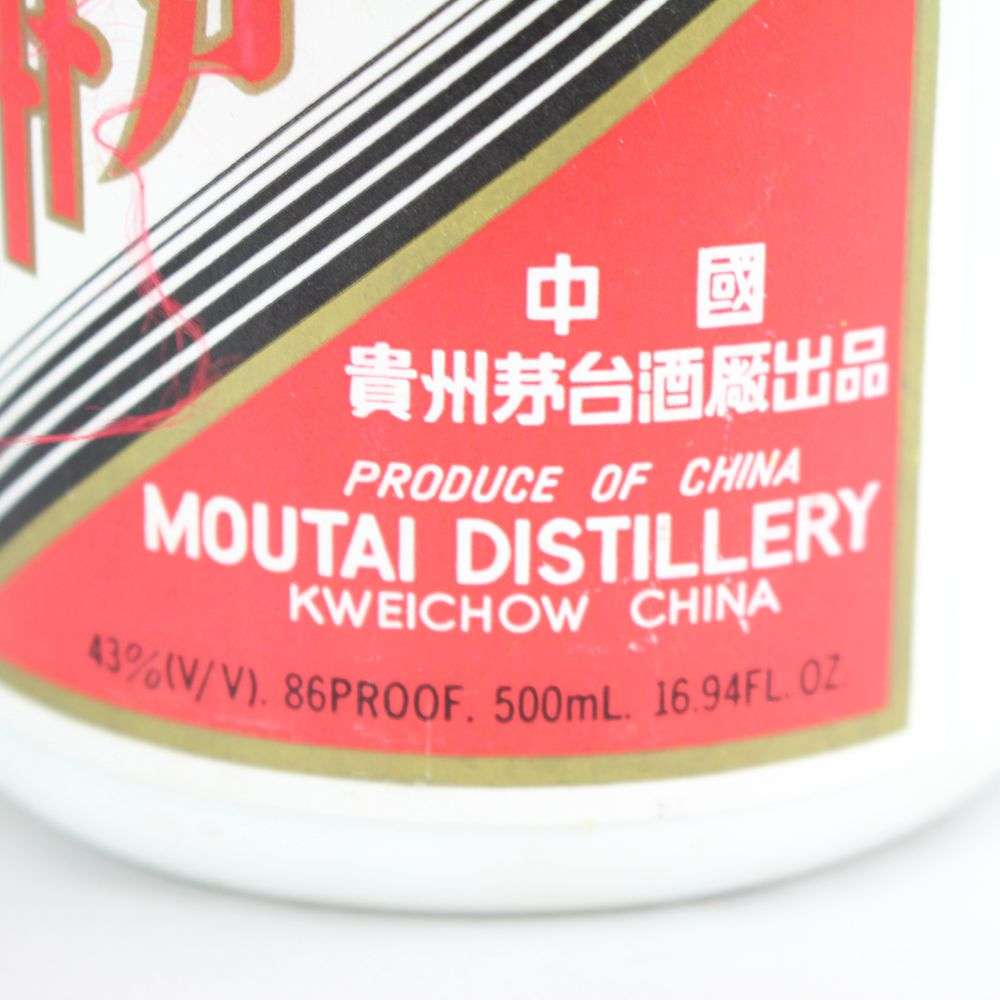 中國
貴州茅台酒廠出品
PRODUCE OF CHINA
MOUTAI DISTILLERY
KWEICHOW CHINA
43%(V/V). 86PROOF. 500mL. 16.94FL. OZ.